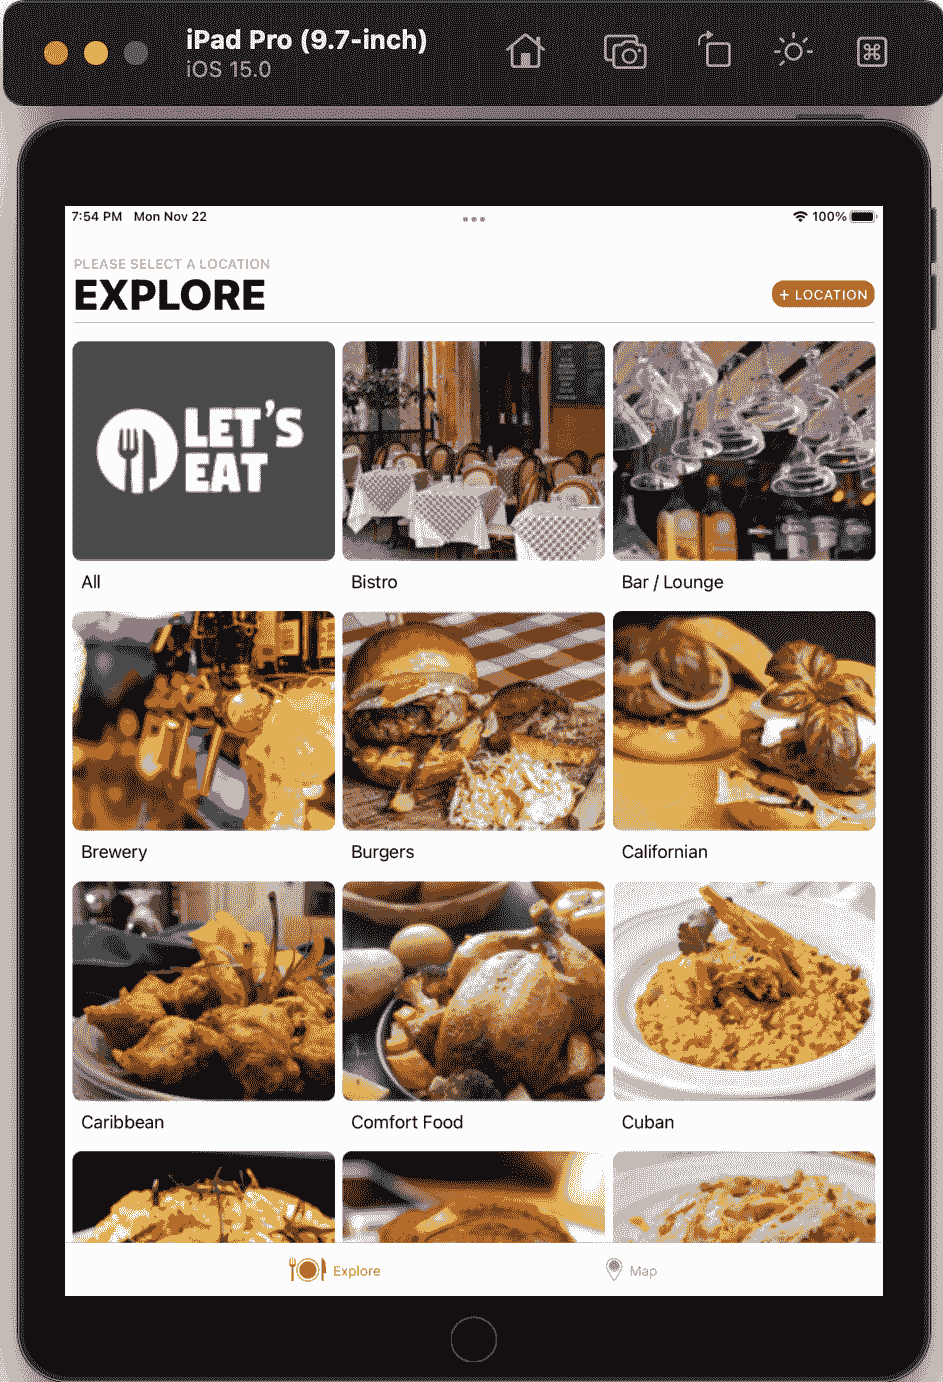 iPad Pro (9.7-inch)
iOS 15.0
7:54 PM Mon Nov 22
100%
PLEASE SELECT A LOCATION
EXPLORE
+ LOCATION
LET'S
EAT
All
Bistro
Bar / Lounge
Brewery
Burgers
Californian
Caribbean
Comfort Food
Cuban
Explore
Map